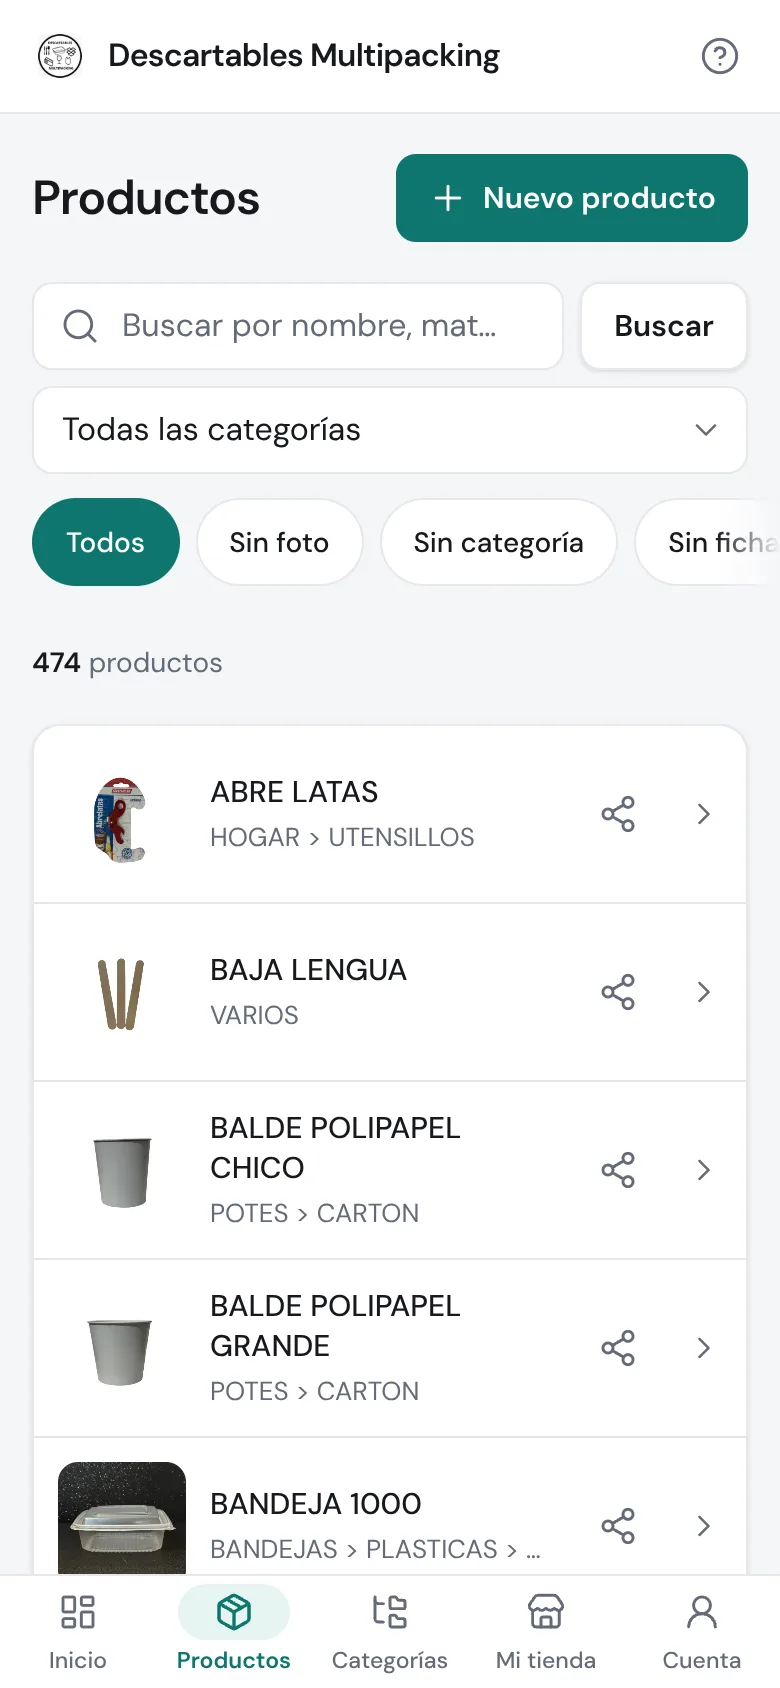 Descartables Multipacking
Productos
Nuevo producto
Buscar por nombre, mat...
Buscar
Todas las categorías
Todos
Sin foto
Sin categoría
Sin ficha
474 productos
ABRE LATAS
HOGAR > UTENSILLOS
BAJA LENGUA
VARIOS
BALDE POLIPAPEL
CHICO
POTES > CARTON
BALDE POLIPAPEL
GRANDE
POTES > CARTON
BANDEJA 1000
BANDEJAS > PLASTICAS > ...
Inicio
Productos
Categorías
Mi tienda
Cuenta